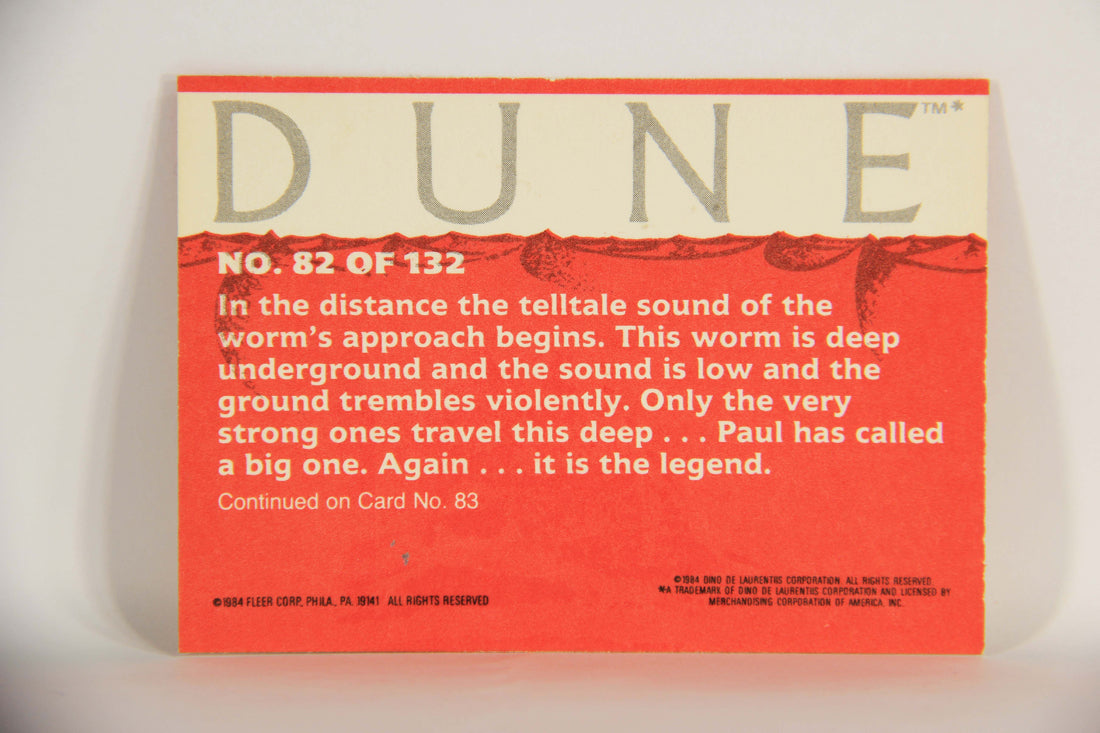 DUNE ™*
NO. 82 OF 132
In the distance the telltale sound of the
worm's approach begins. This worm is deep
underground and the sound is low and the
ground trembles violently. Only the very
strong ones travel this deep . . . Paul has called
a big one. Again . . . it is the legend.
Continued on Card No. 83
©1984 FLEER CORP., PHILA., PA. 19141 ALL RIGHTS RESERVED
©1984 DINO DE LAURENTIIS CORPORATION. ALL RIGHTS RESERVED.
*A TRADEMARK OF DINO DE LAURENTIIS CORPORATION AND LICENSED BY
MERCHANDISING CORPORATION OF AMERICA, INC.